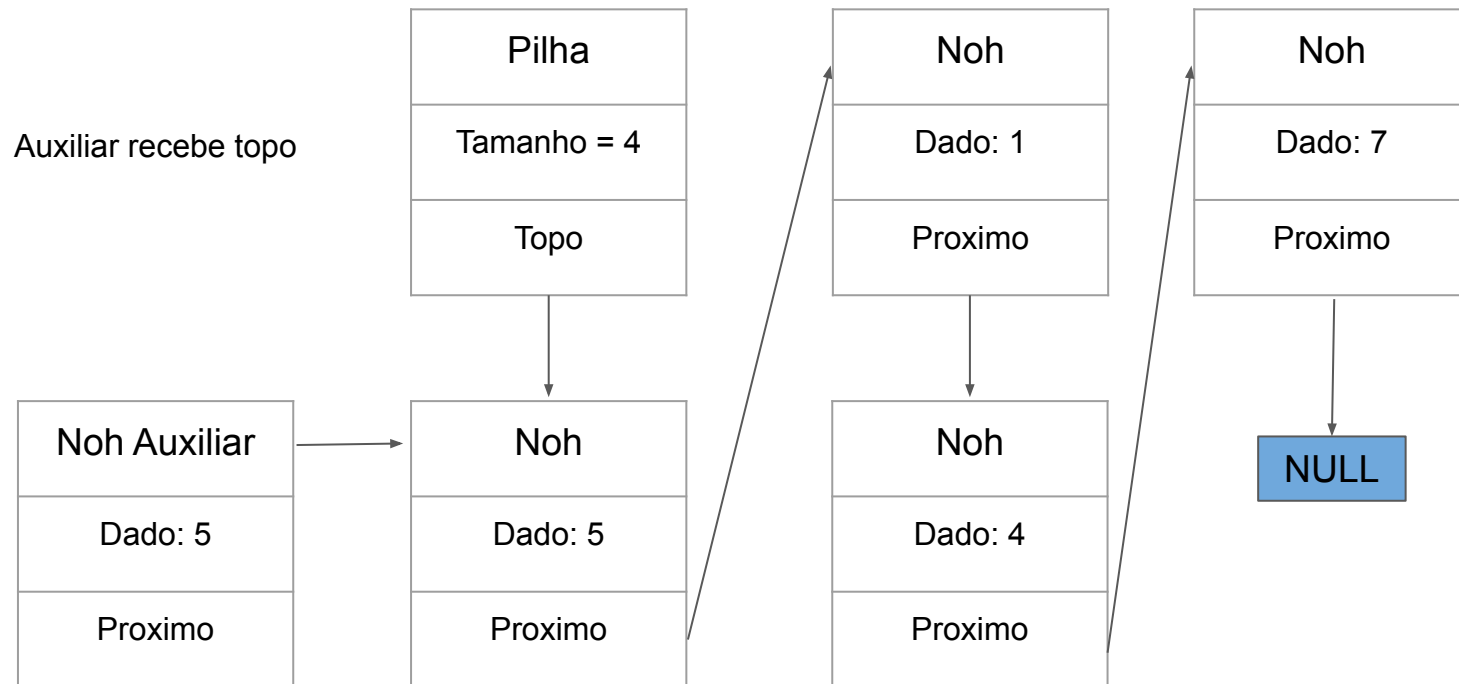 Auxiliar recebe topo
Pilha
Tamanho = 4
Topo
Noh
Dado: 1
Proximo
Noh
Dado: 7
Proximo
Noh Auxiliar
Dado: 5
Proximo
Noh
Dado: 5
Proximo
Noh
Dado: 4
Proximo
NULL